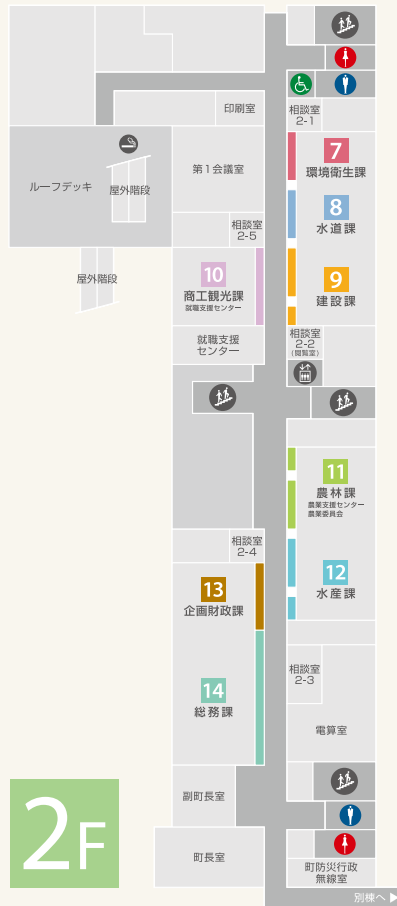 印刷室
相談室
2-1
7
環境衛生課
ルーフデッキ
屋外階段
第1会議室
8
水道課
相談室
2-5
屋外階段
10
商工観光課
就職支援センター
9
建設課
就職支援
センター
相談室
2-2
(閲覧室)
11
農林課
農業支援センター
農業委員会
相談室
2-4
12
水産課
13
企画財政課
相談室
2-3
14
総務課
電算室
副町長室
2F
町長室
町防災行政
無線室
別棟へ ▶